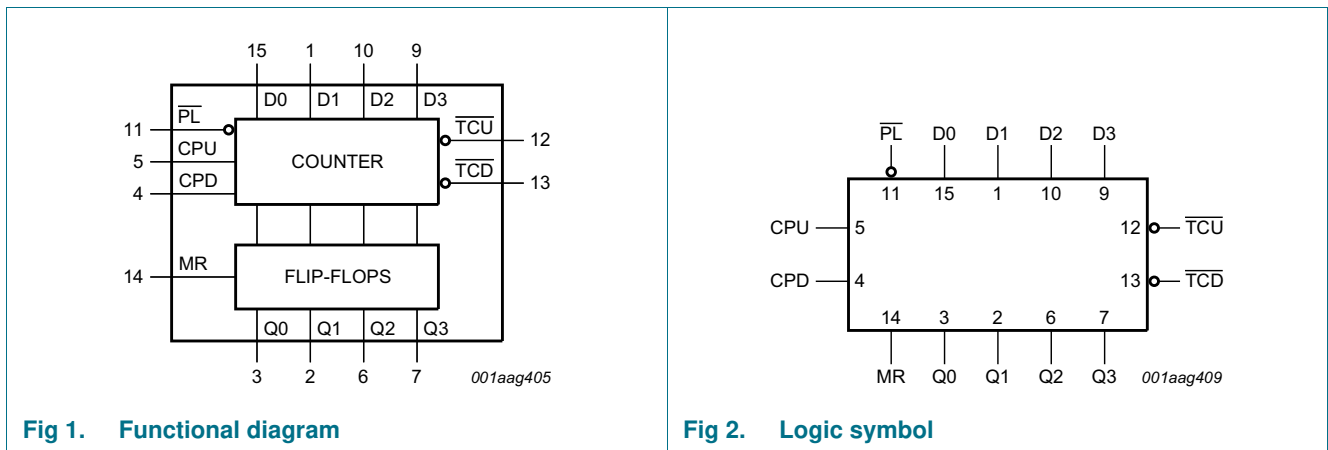 15 1 10 9
D0 D1 D2 D3
11 PL
TCU 12
5 CPU
COUNTER
4 CPD
TCD 13
14 MR
FLIP-FLOPS
Q0 Q1 Q2 Q3
3 2 6 7
001aag405
Fig 1. Functional diagram
PL D0 D1 D2 D3
11 15 1 10 9
CPU 5
12 TCU
CPD 4
13 TCD
14 3 2 6 7
MR Q0 Q1 Q2 Q3
001aag409
Fig 2. Logic symbol